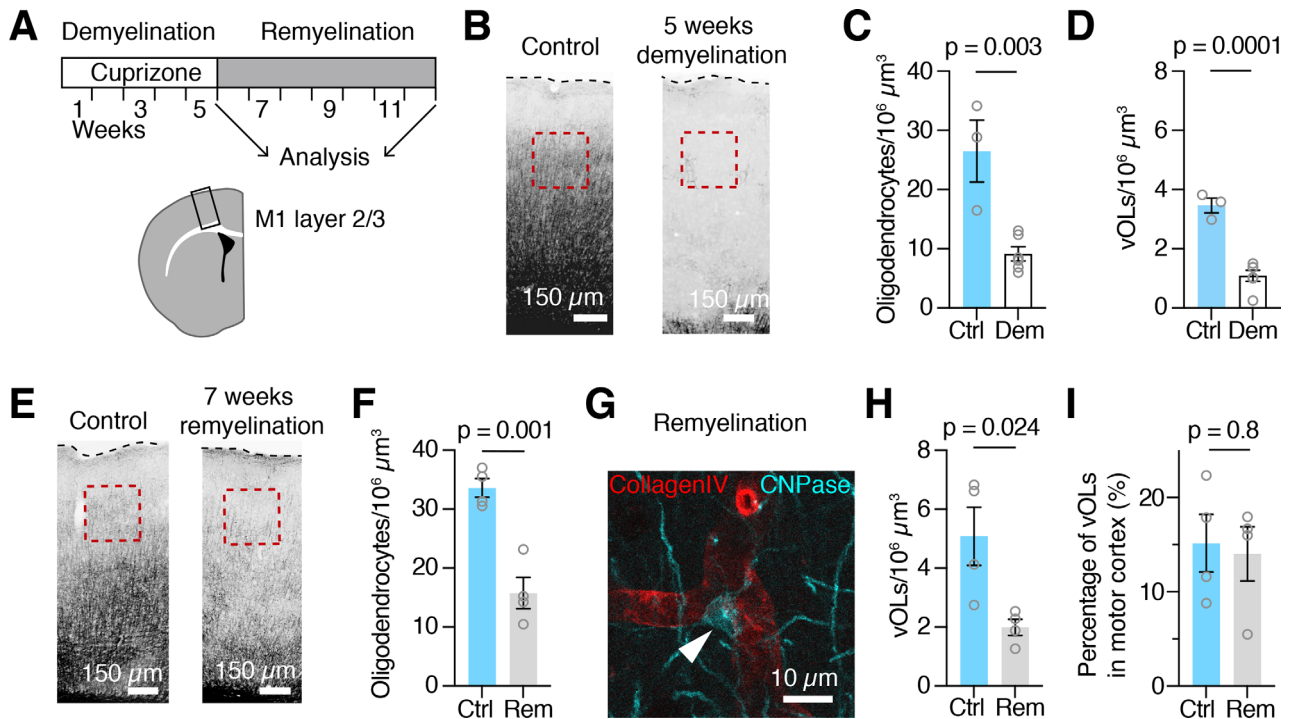 A
Demyelination Remyelination
Cuprizone
1 3 5 7 9 11
Weeks
Analysis
M1 layer 2/3
B
Control
5 weeks
demyelination
150 µm
150 µm
C
p = 0.003
Oligodendrocytes/10⁶ µm³
40
30
20
10
0
Ctrl Dem
D
p = 0.0001
vOLs/10⁶ µm³
8
6
4
2
0
Ctrl Dem
E
Control
7 weeks
remyelination
150 µm
150 µm
F
p = 0.001
Oligodendrocytes/10⁶ µm³
40
30
20
10
0
Ctrl Rem
G
Remyelination
CollagenIV CNPase
10 µm
H
p = 0.024
vOLs/10⁶ µm³
8
6
4
2
0
Ctrl Rem
I
p = 0.8
Percentage of vOLs
in motor cortex (%)
20
10
0
Ctrl Rem